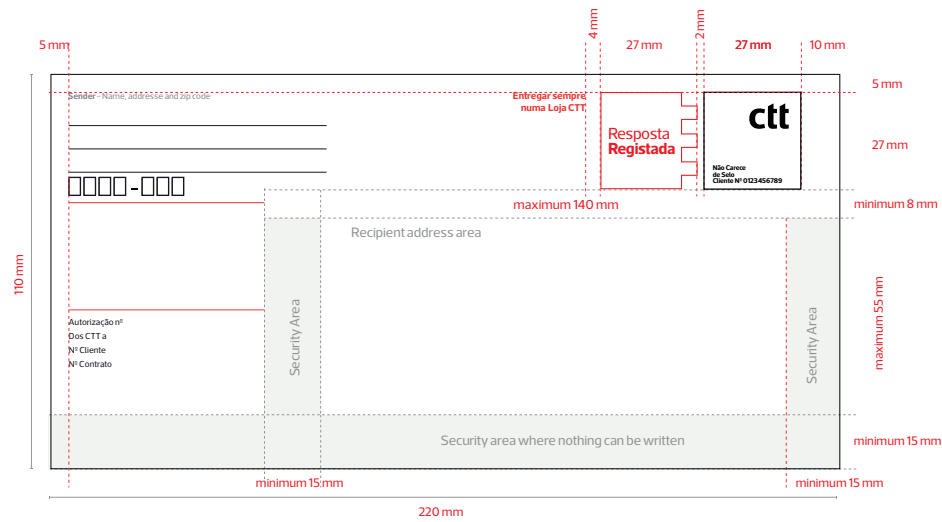 5 mm
4 mm
27 mm
2 mm
27 mm
10 mm
5 mm
Sender - Name, addresse and zip code
Entregar sempre
numa Loja CTT
Resposta
Registada
ctt
Não Carece
de Selo
Cliente Nº 0123456789
27 mm
maximum 140 mm
minimum 8 mm
Recipient address area
110 mm
Security Area
Security Area
maximum 55 mm
Autorização nº
Dos CTT a
Nº Cliente
Nº Contrato
Security area where nothing can be written
minimum 15 mm
minimum 15 mm
minimum 15 mm
220 mm